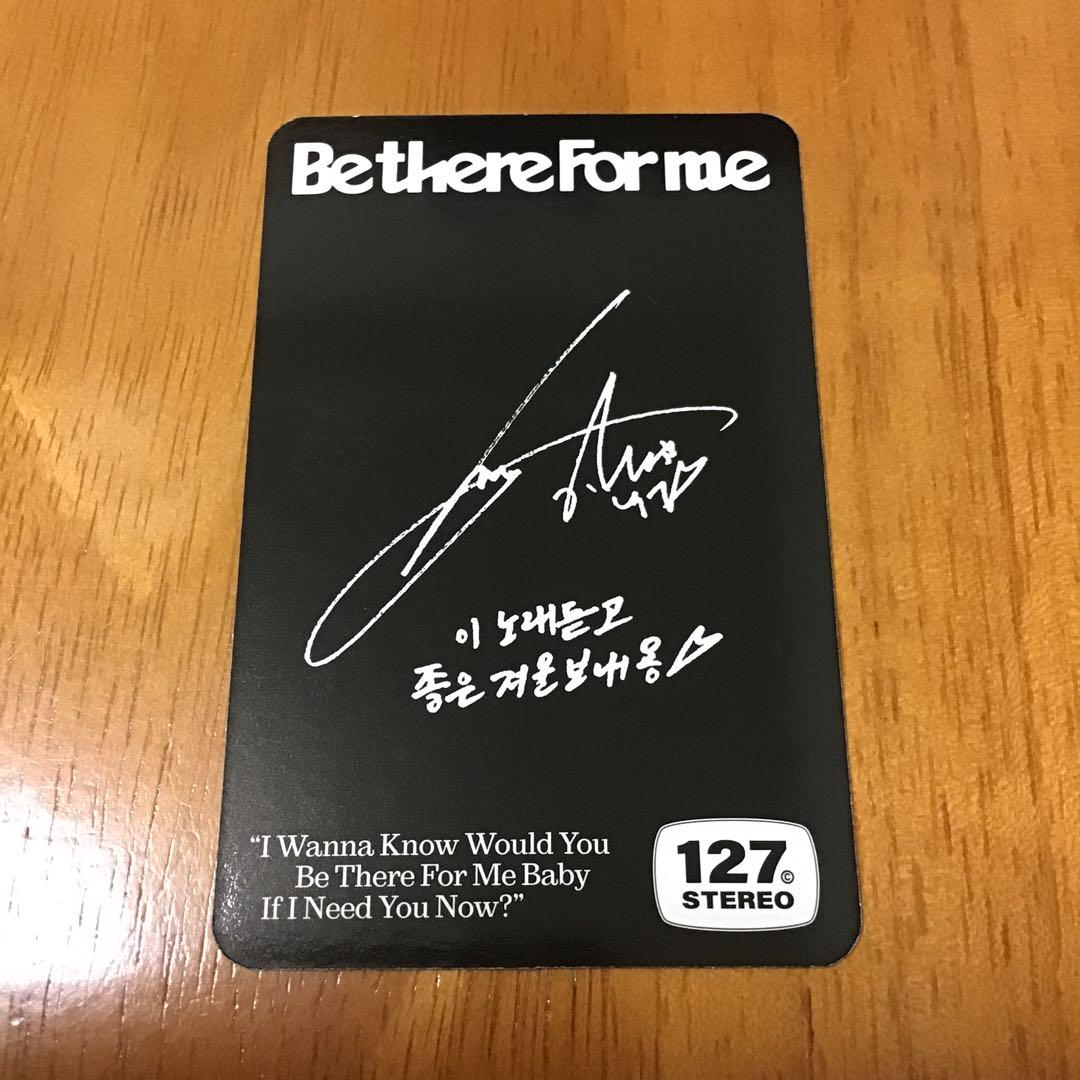 Be there For me
이 노래듣고
좋은 겨울보내용
“I Wanna Know Would You
Be There For Me Baby
If I Need You Now?”
127©
STEREO